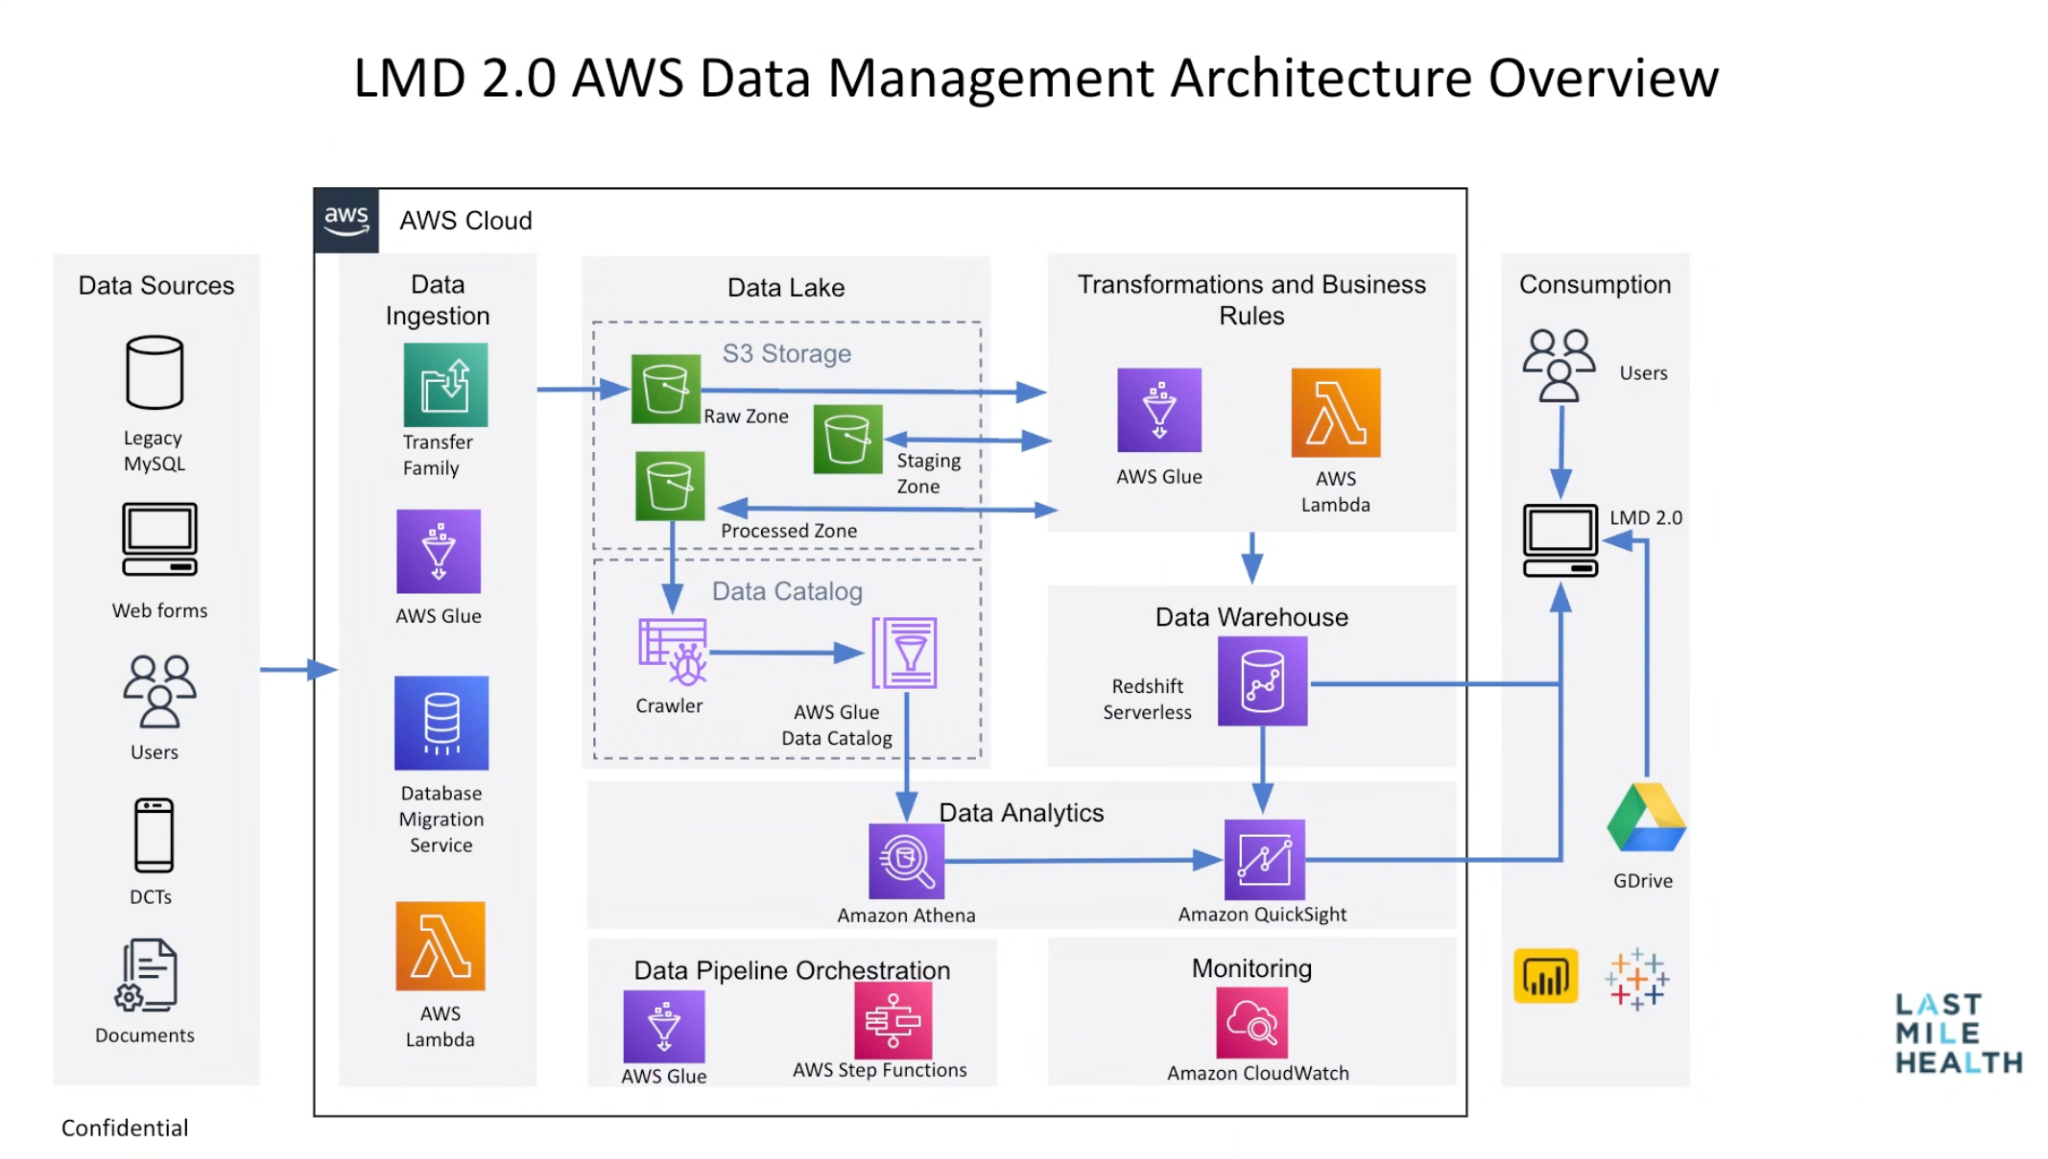 LMD 2.0 AWS Data Management Architecture Overview
aws
AWS Cloud
Data Sources
Legacy
MySQL
Web forms
Users
DCTs
Documents
Data
Ingestion
Transfer
Family
AWS Glue
Database
Migration
Service
AWS
Lambda
Data Lake
S3 Storage
Raw Zone
Staging
Zone
Processed Zone
Data Catalog
Crawler
AWS Glue
Data Catalog
Transformations and Business
Rules
AWS Glue
AWS
Lambda
Data Warehouse
Redshift
Serverless
Data Analytics
Amazon Athena
Amazon QuickSight
Data Pipeline Orchestration
AWS Glue
AWS Step Functions
Monitoring
Amazon CloudWatch
Consumption
Users
LMD 2.0
GDrive
LAST
MILE
HEALTH
Confidential